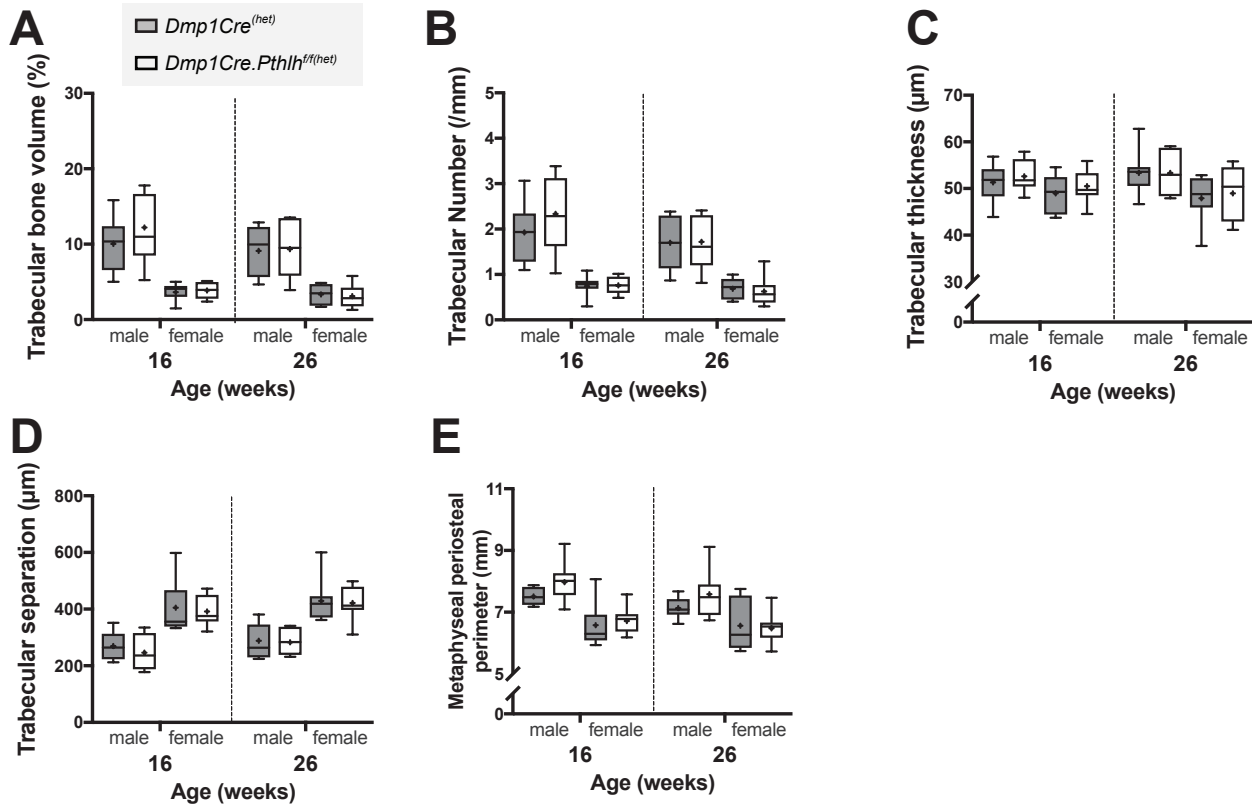 A
Dmp1Cre(het)
Dmp1Cre.Pthlhf/f(het)
Trabecular bone volume (%)
30
20
10
0
male female male female
16 26
Age (weeks)
B
Trabecular Number (/mm)
5
4
3
2
1
0
male female male female
16 26
Age (weeks)
C
Trabecular thickness (µm)
70
60
50
40
30
0
male female male female
16 26
Age (weeks)
D
Trabecular separation (µm)
800
600
400
200
0
male female male female
16 26
Age (weeks)
E
Metaphyseal periosteal
perimeter (mm)
11
9
7
5
0
male female male female
16 26
Age (weeks)